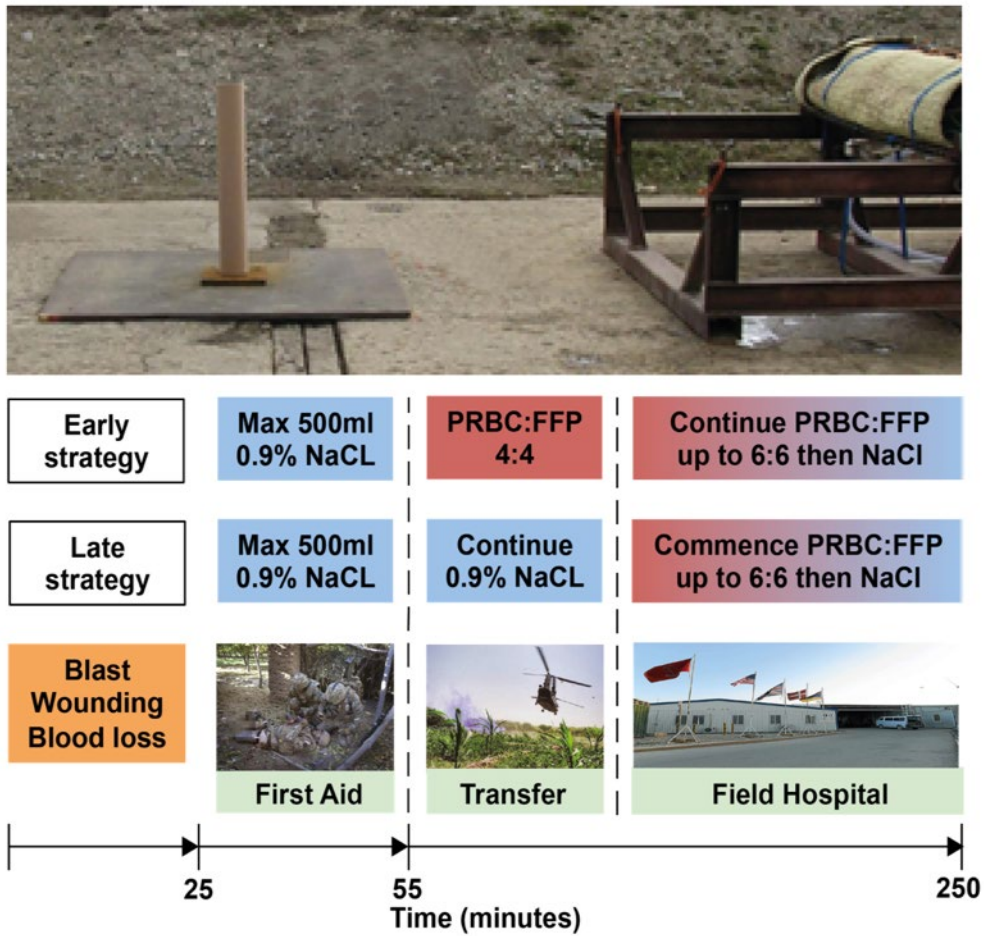 Early
strategy
Max 500ml
0.9% NaCL
PRBC:FFP
4:4
Continue PRBC:FFP
up to 6:6 then NaCl
Late
strategy
Max 500ml
0.9% NaCL
Continue
0.9% NaCL
Commence PRBC:FFP
up to 6:6 then NaCl
Blast
Wounding
Blood loss
First Aid
Transfer
Field Hospital
25
55
250
Time (minutes)